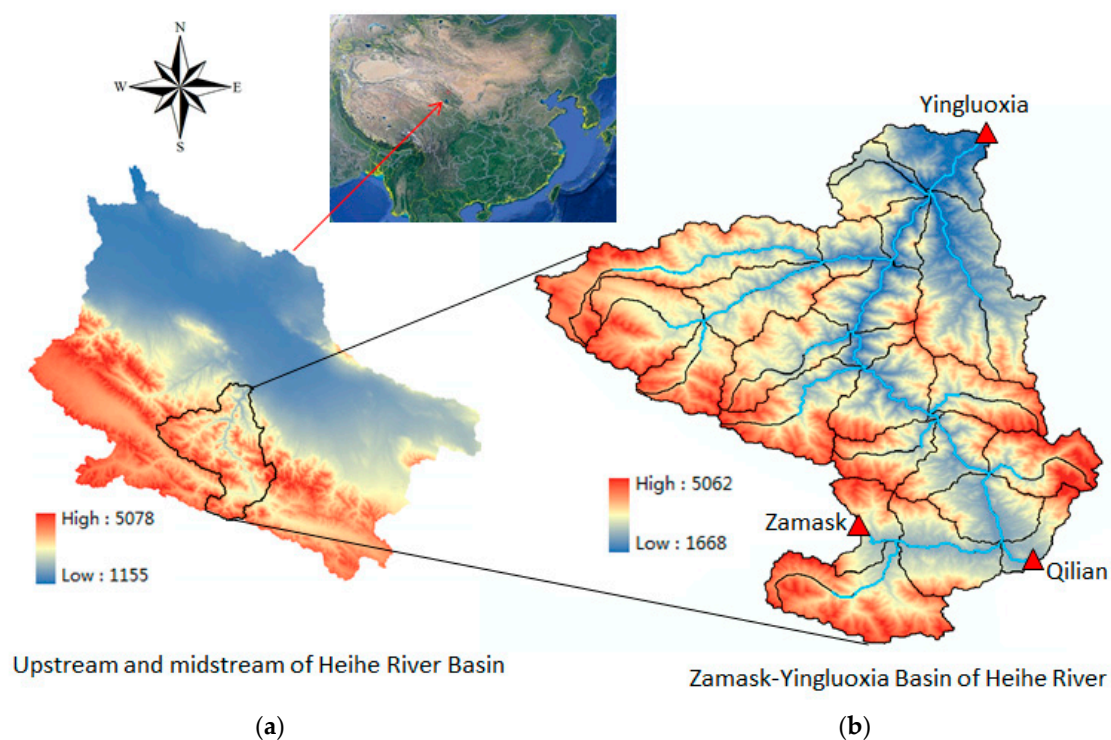 N
W
E
S
Yingluoxia
High : 5078
Low : 1155
High : 5062
Low : 1668
Zamask
Qilian
Upstream and midstream of Heihe River Basin
Zamask-Yingluoxia Basin of Heihe River
(a)
(b)